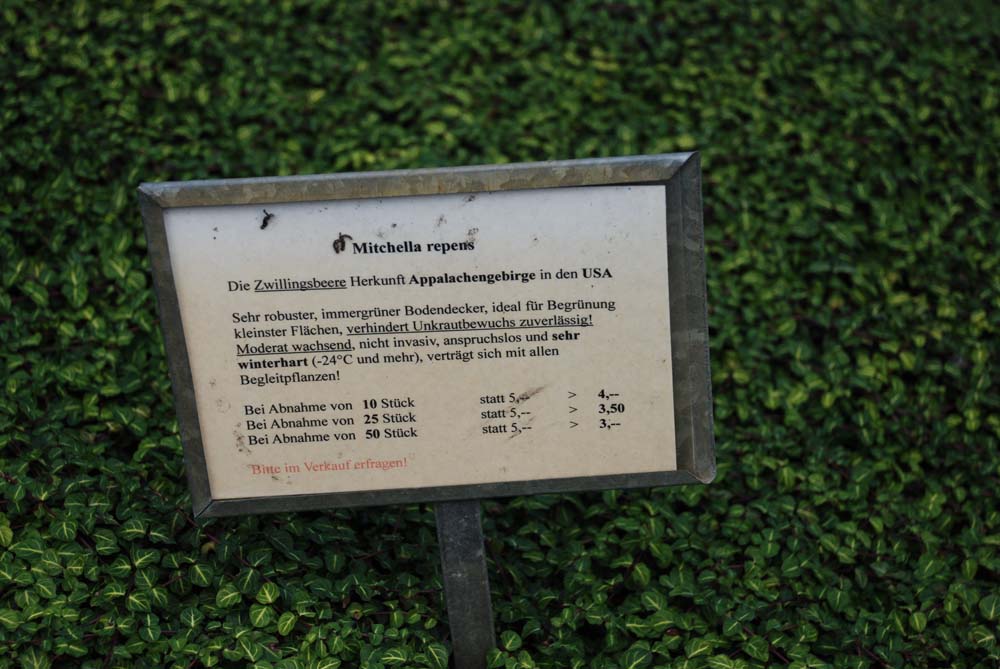 Mitchella repens
Die Zwillingsbeere Herkunft Appalachengebirge in den USA
Sehr robuster, immergrüner Bodendecker, ideal für Begrünung
kleinster Flächen, verhindert Unkrautbewuchs zuverlässig!
Moderat wachsend, nicht invasiv, anspruchslos und sehr
winterhart (-24°C und mehr), verträgt sich mit allen
Begleitpflanzen!
Bei Abnahme von 10 Stück statt 5,-- > 4,--
Bei Abnahme von 25 Stück statt 5,-- > 3,50
Bei Abnahme von 50 Stück statt 5,-- > 3,--
Bitte im Verkauf erfragen!